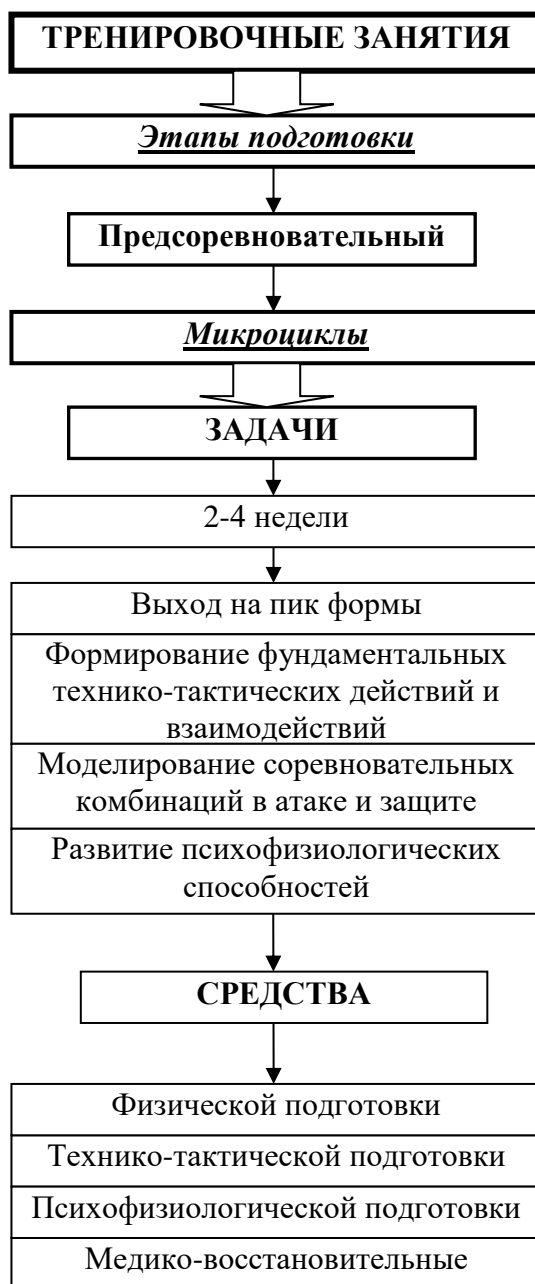 ТРЕНИРОВОЧНЫЕ ЗАНЯТИЯ
Этапы подготовки
Предсоревновательный
Микроциклы
ЗАДАЧИ
2-4 недели
Выход на пик формы
Формирование фундаментальных
технико-тактических действий и
взаимодействий
Моделирование соревновательных
комбинаций в атаке и защите
Развитие психофизиологических
способностей
СРЕДСТВА
Физической подготовки
Технико-тактической подготовки
Психофизиологической подготовки
Медико-восстановительные